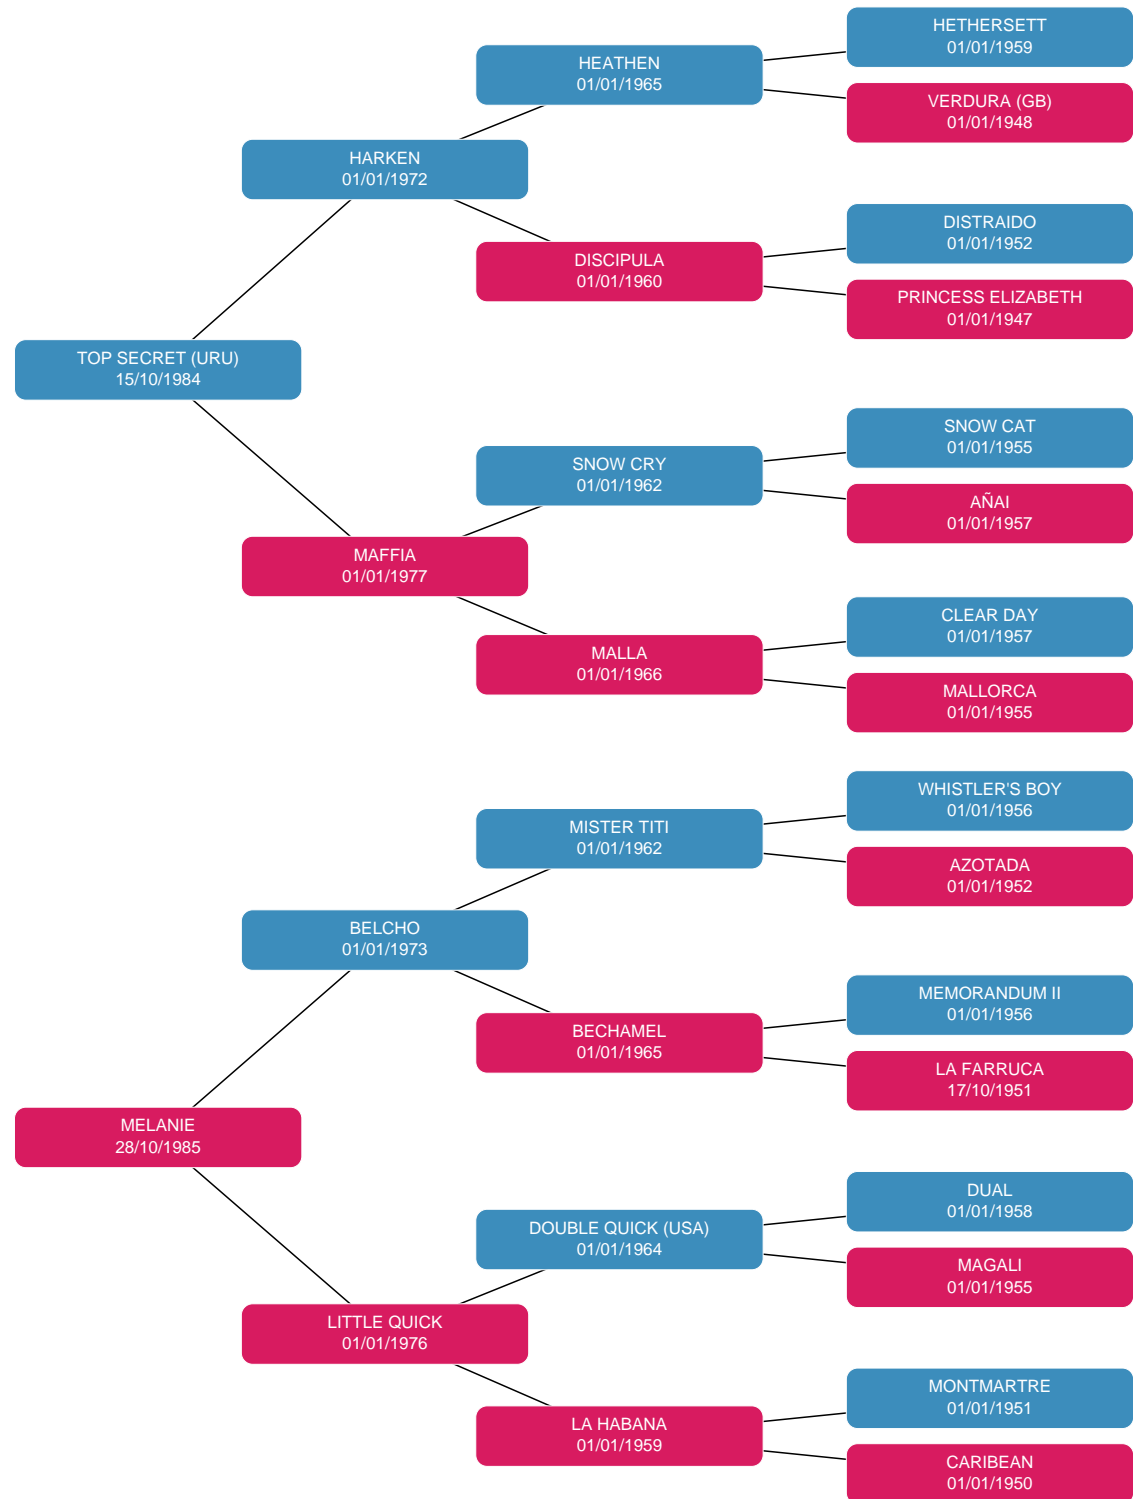 HETHERSETT
01/01/1959
HEATHEN
01/01/1965
VERDURA (GB)
01/01/1948
HARKEN
01/01/1972
DISTRAIDO
01/01/1952
DISCIPULA
01/01/1960
PRINCESS ELIZABETH
01/01/1947
TOP SECRET (URU)
15/10/1984
SNOW CAT
01/01/1955
SNOW CRY
01/01/1962
AÑAI
01/01/1957
MAFFIA
01/01/1977
CLEAR DAY
01/01/1957
MALLA
01/01/1966
MALLORCA
01/01/1955
WHISTLER'S BOY
01/01/1956
MISTER TITI
01/01/1962
AZOTADA
01/01/1952
BELCHO
01/01/1973
MEMORANDUM II
01/01/1956
BECHAMEL
01/01/1965
LA FARRUCA
17/10/1951
MELANIE
28/10/1985
DUAL
01/01/1958
DOUBLE QUICK (USA)
01/01/1964
MAGALI
01/01/1955
LITTLE QUICK
01/01/1976
MONTMARTRE
01/01/1951
LA HABANA
01/01/1959
CARIBEAN
01/01/1950